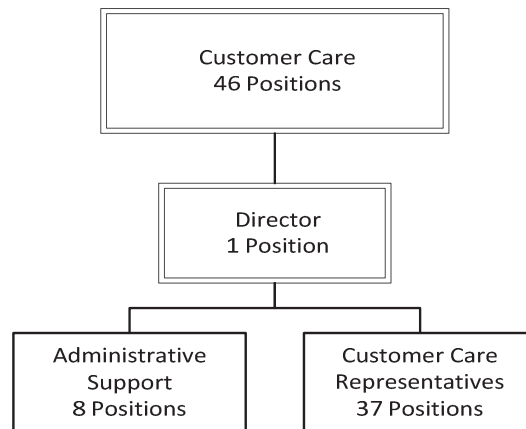 Customer Care
46 Positions
Director
1 Position
Administrative
Support
8 Positions
Customer Care
Representatives
37 Positions